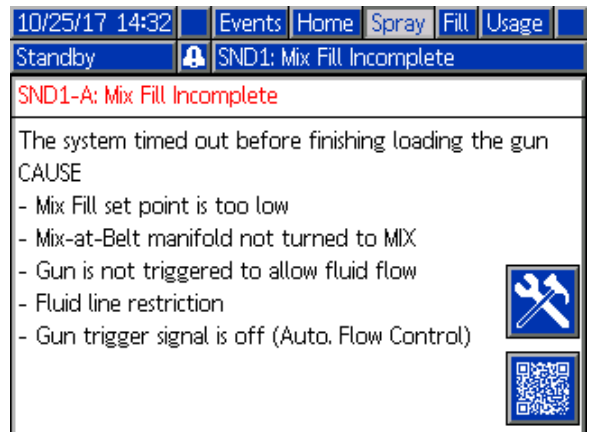 10/25/17 14:32 Events Home Spray Fill Usage
Standby SND1: Mix Fill Incomplete
SND1-A: Mix Fill Incomplete
The system timed out before finishing loading the gun
CAUSE
- Mix Fill set point is too low
- Mix-at-Belt manifold not turned to MIX
- Gun is not triggered to allow fluid flow
- Fluid line restriction
- Gun trigger signal is off (Auto. Flow Control)